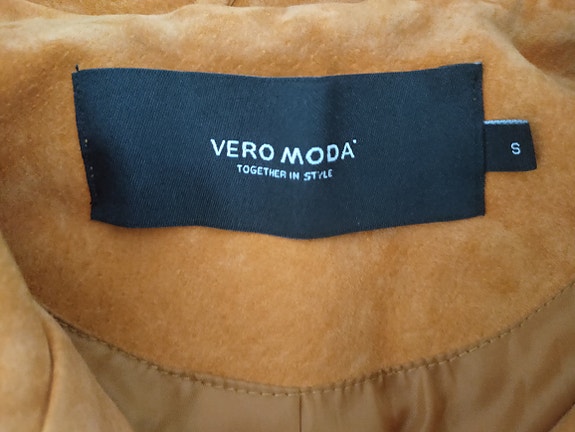 VERO MODA
TOGETHER IN STYLE
S